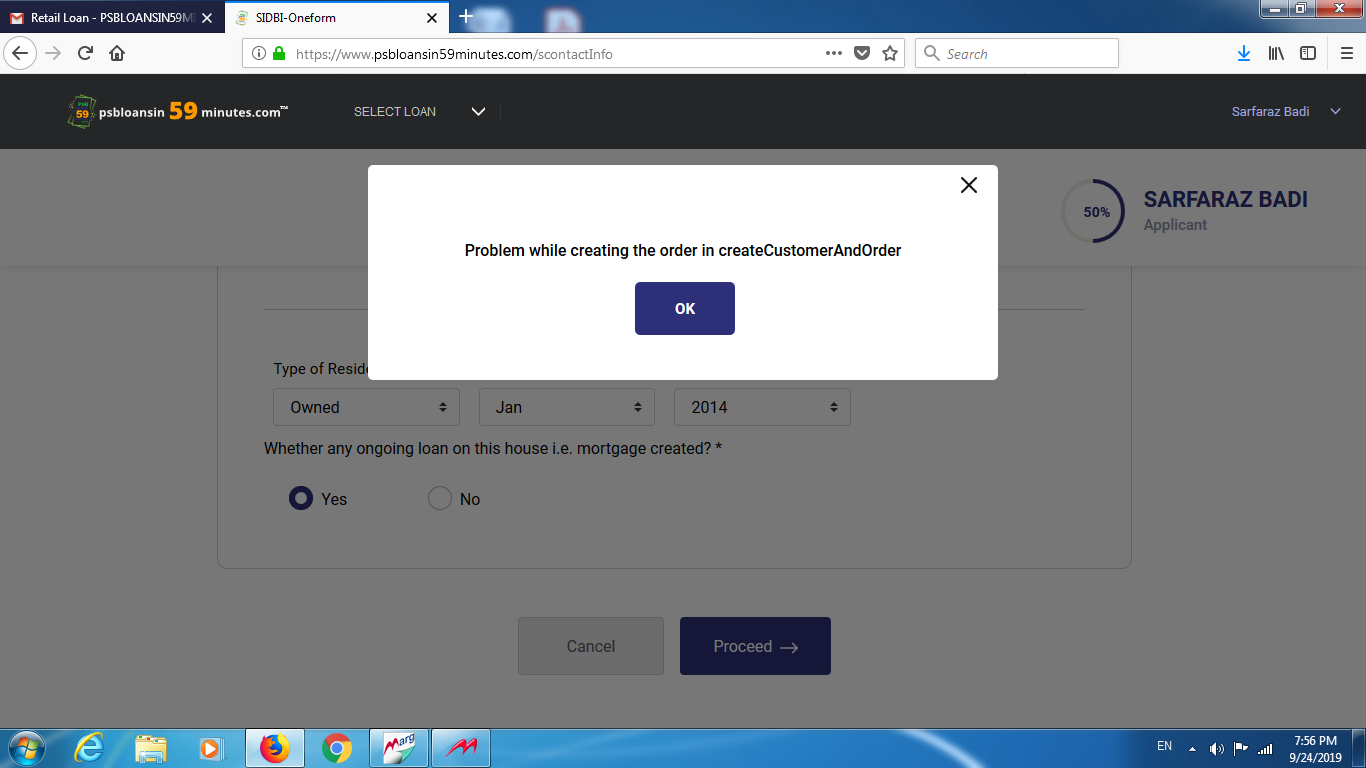 Retail Loan - PSBLOANSIN59MI
SIDBI-Oneform
https://www.psbloansin59minutes.com/scontactInfo
Search
PSB 59 psbloansin 59 minutes.com™
SELECT LOAN
Sarfaraz Badi
50%
SARFARAZ BADI
Applicant
Problem while creating the order in createCustomerAndOrder
OK
Type of Reside
Owned
Jan
2014
Whether any ongoing loan on this house i.e. mortgage created? *
Yes
No
Cancel
Proceed
Marg
EN
7:56 PM
9/24/2019